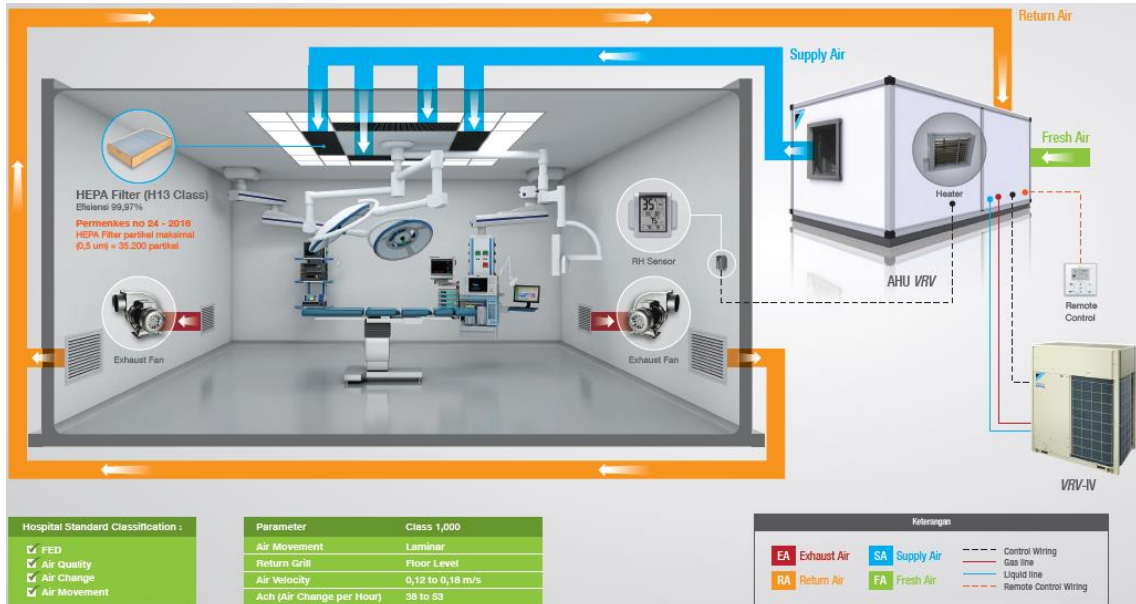 Return Air
Supply Air
Fresh Air
HEPA Filter (H13 Class)
Efisiensi 99,97%
Permenkes no 24 - 2016
HEPA Filter partikel maksimal
(0,5 um) = 35.200 partikel
Exhaust Fan
RH Sensor
Exhaust Fan
Heater
AHU VRV
Remote
Control
VRV-IV
Hospital Standard Classification :
FED
Air Quality
Air Change
Air Movement
Parameter Class 1,000
Air Movement Laminar
Return Grill Floor Level
Air Velocity 0,12 to 0,18 m/s
Ach (Air Change per Hour) 38 to 53
Keterangan
EA Exhaust Air
SA Supply Air
RA Return Air
FA Fresh Air
Control Wiring
Gas line
Liquid line
Remote Control Wiring